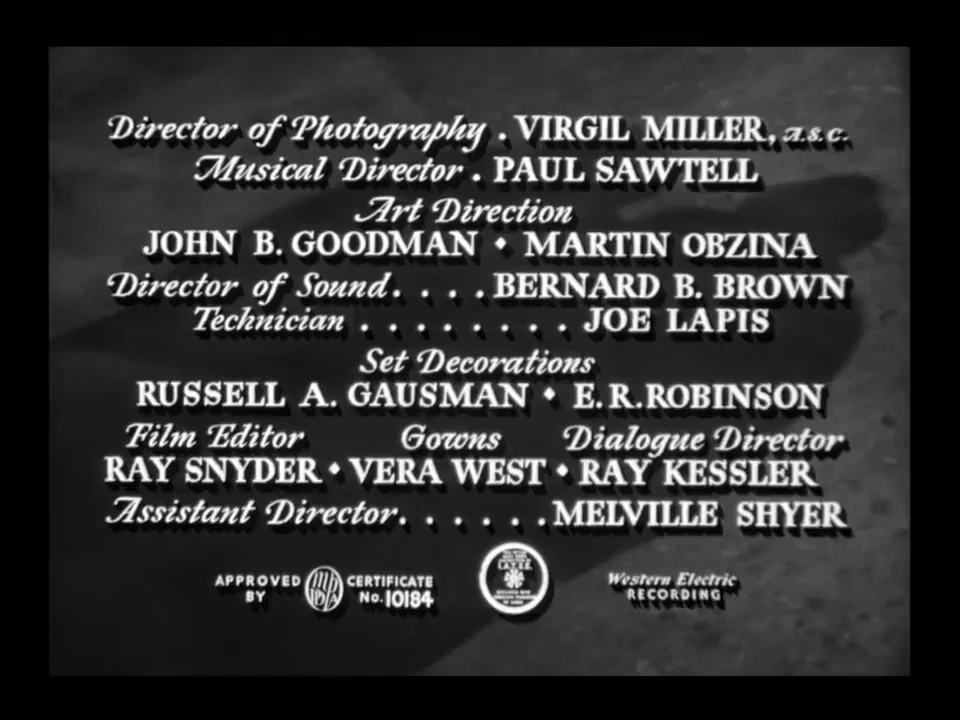 Director of Photography . VIRGIL MILLER, A.S.C.
Musical Director . PAUL SAWTELL
Art Direction
JOHN B. GOODMAN • MARTIN OBZINA
Director of Sound . . . . BERNARD B. BROWN
Technician . . . . . . . . . JOE LAPIS
Set Decorations
RUSSELL A. GAUSMAN • E.R. ROBINSON
Film Editor Gowns Dialogue Director
RAY SNYDER • VERA WEST • RAY KESSLER
Assistant Director . . . . . . MELVILLE SHYER
APPROVED BY CERTIFICATE No. 10184
I.A.T.S.E.
Western Electric
RECORDING